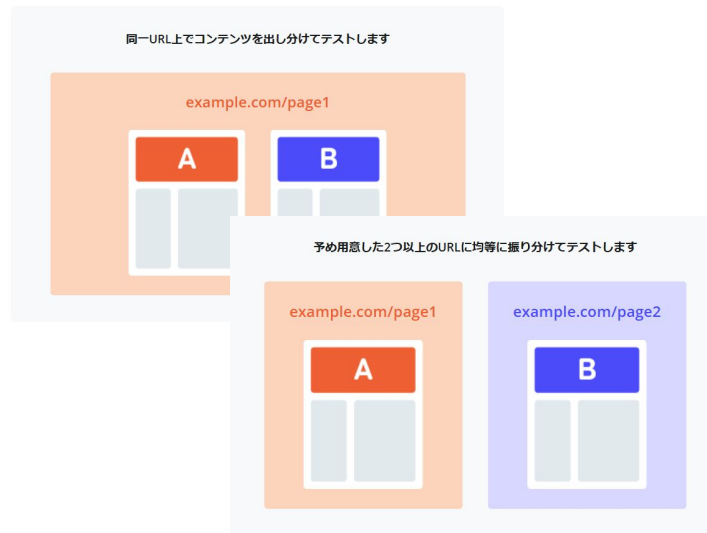 同一URL上でコンテンツを出し分けてテストします
example.com/page1
A
B
予め用意した2つ以上のURLに均等に振り分けてテストします
example.com/page1
example.com/page2
A
B